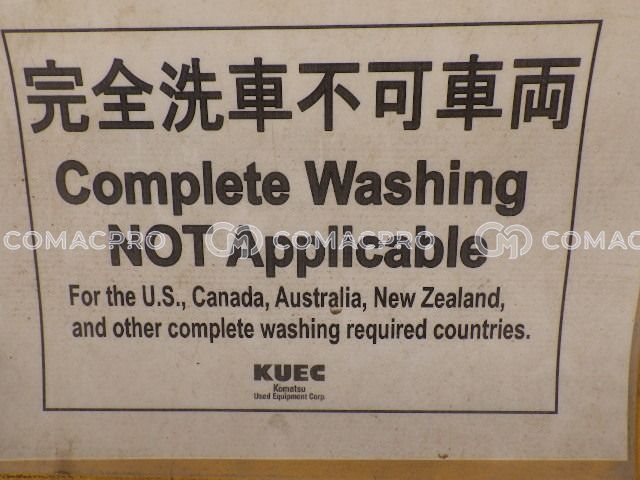 完全洗車不可車両
Complete Washing
NOT Applicable
COMACPRO COMACPRO COMAC
For the U.S., Canada, Australia, New Zealand,
and other complete washing required countries.
KUEC
Komatsu
Used Equipment Corp.